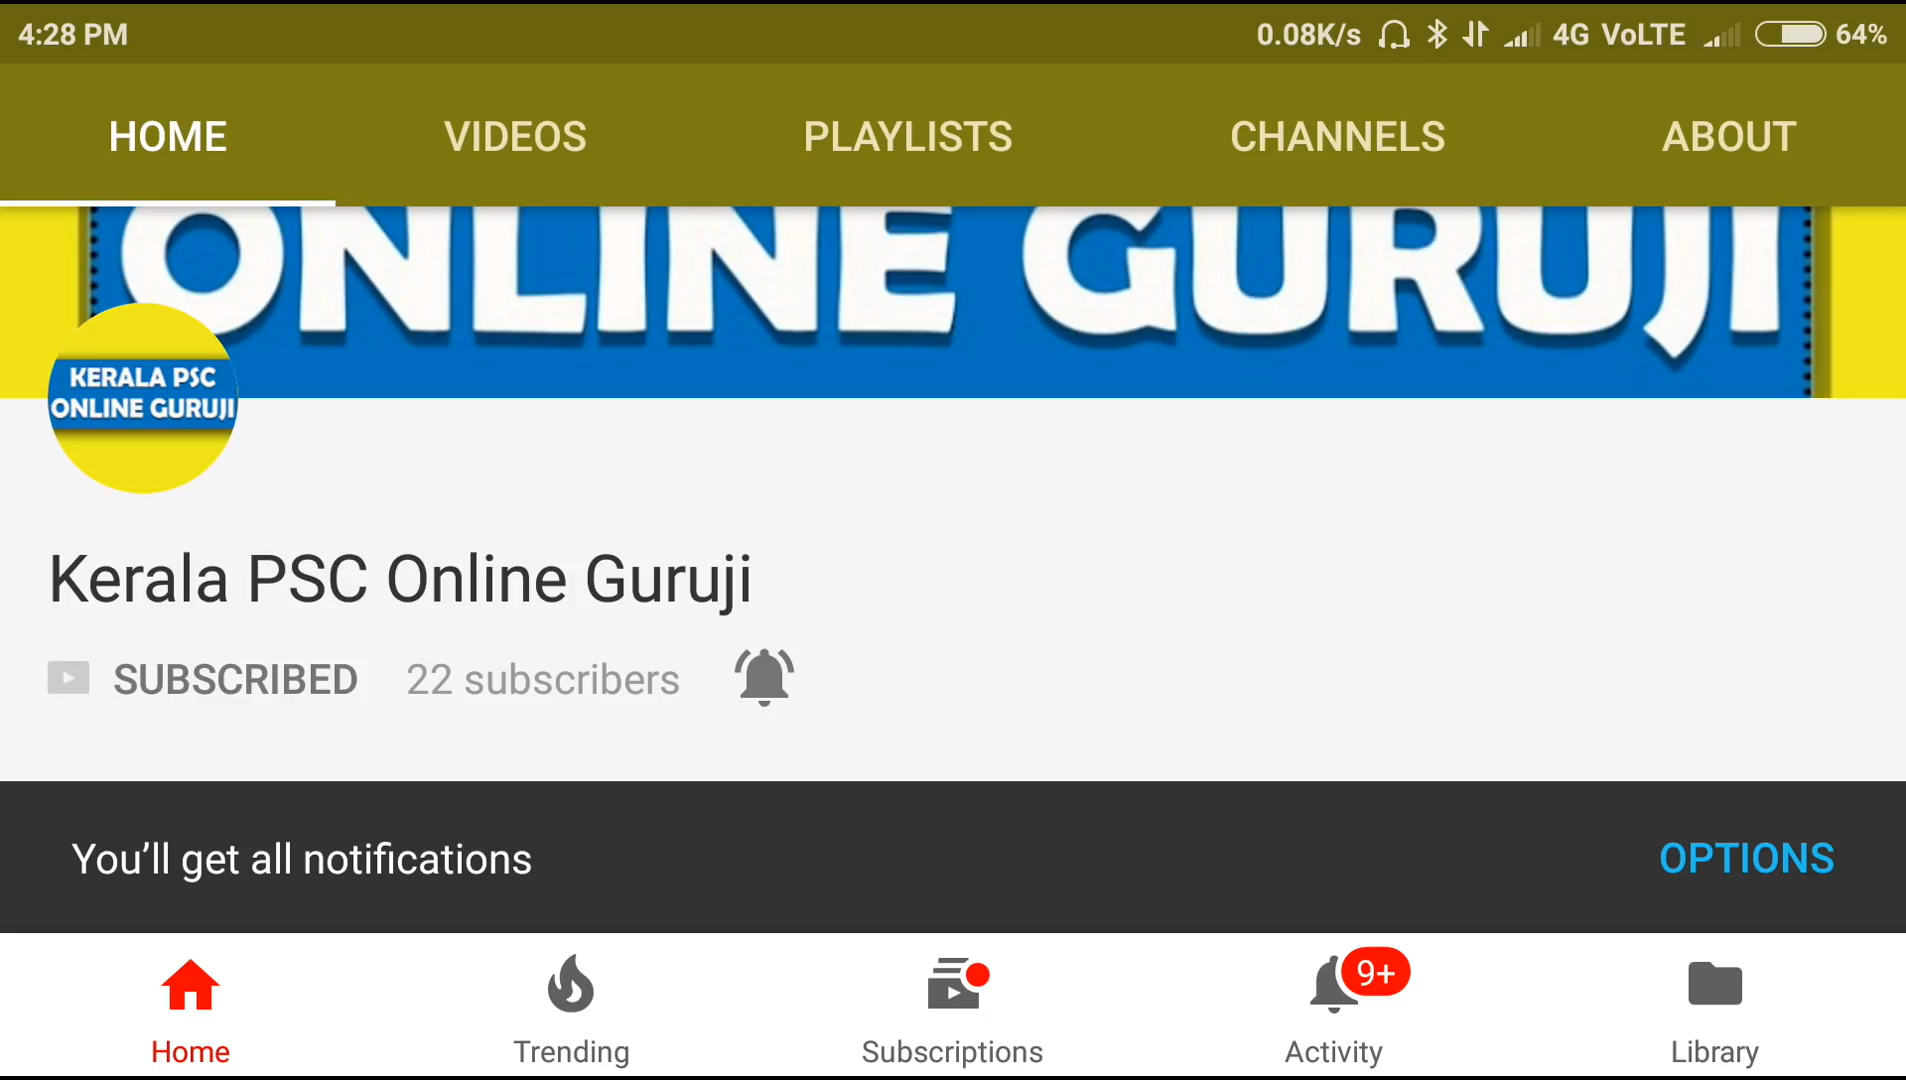 4:28 PM 0.08K/s 4G VoLTE 64%
HOME VIDEOS PLAYLISTS CHANNELS ABOUT
ONLINE GURUJI
KERALA PSC
ONLINE GURUJI
Kerala PSC Online Guruji
SUBSCRIBED 22 subscribers
You’ll get all notifications OPTIONS
9+
Home Trending Subscriptions Activity Library